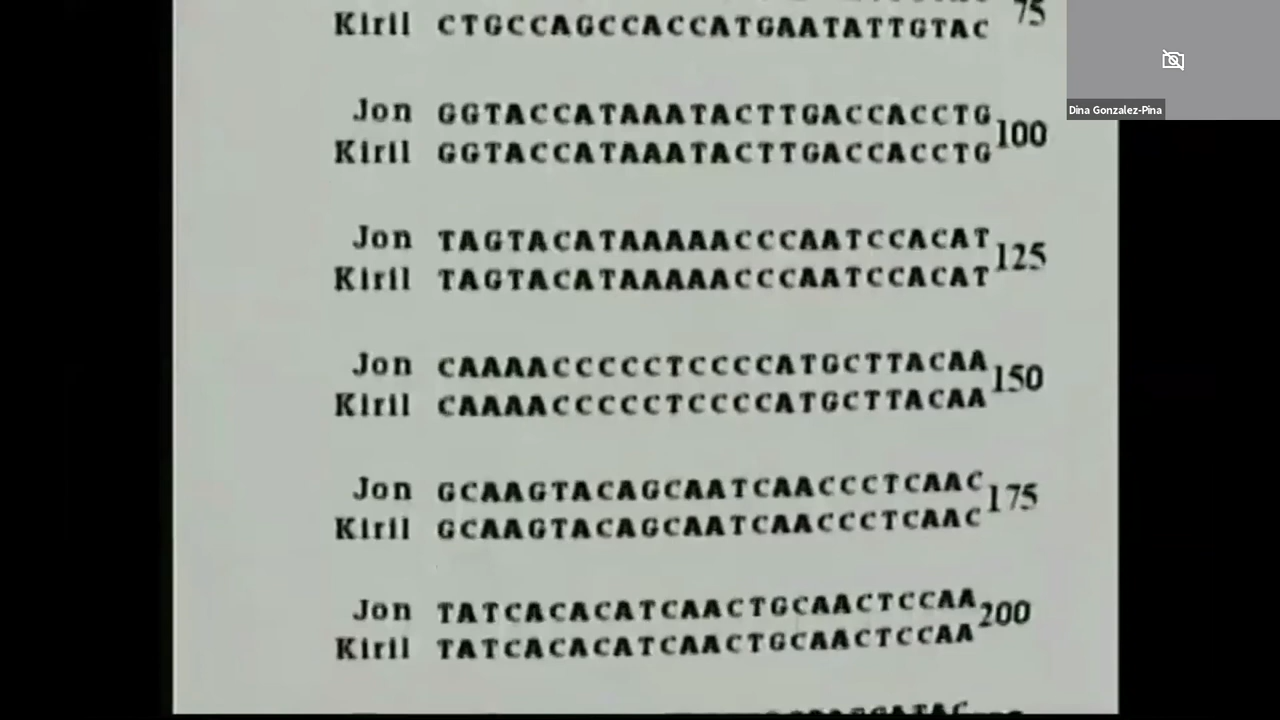 Kiril CTGCCAGCCACCATGAATATTGTAC 75
Dina Gonzalez-Pina
Jon GGTACCATAAATACTTGACCACCTG
Kiril GGTACCATAAATACTTGACCACCTG 100
Jon TAGTACATAAAAACCCAATCCACAT
Kiril TAGTACATAAAAACCCAATCCACAT 125
Jon CAAAACCCCCTCCCCATGCTTACAA
Kiril CAAAACCCCCTCCCCATGCTTACAA 150
Jon GCAAGTACAGCAATCAACCCTCAAC
Kiril GCAAGTACAGCAATCAACCCTCAAC 175
Jon TATCACACATCAACTGCAACTCCAA
Kiril TATCACACATCAACTGCAACTCCAA 200